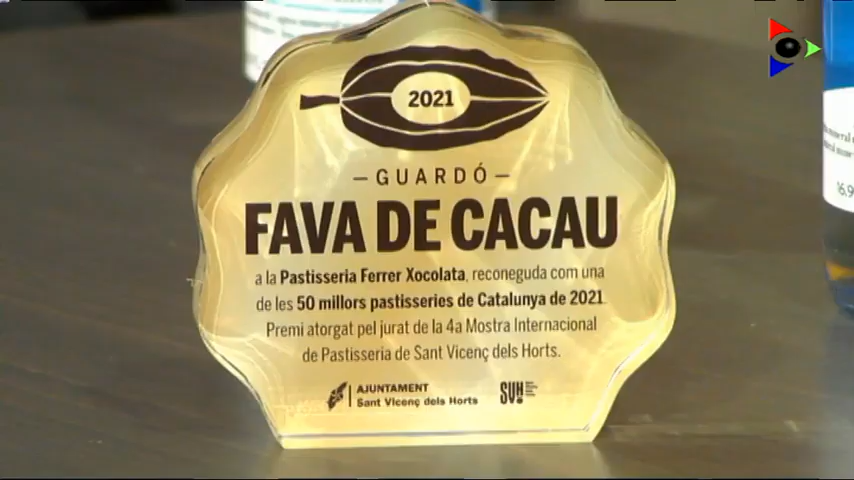 2021
– GUARDÓ –
FAVA DE CACAU
a la Pastisseria Ferrer Xocolata, reconeguda com una
de les 50 millors pastisseries de Catalunya de 2021.
Premi atorgat pel jurat de la 4a Mostra Internacional
de Pastisseria de Sant Vicenç dels Horts.
AJUNTAMENT
Sant Vicenç dels Horts
SVH
16.9